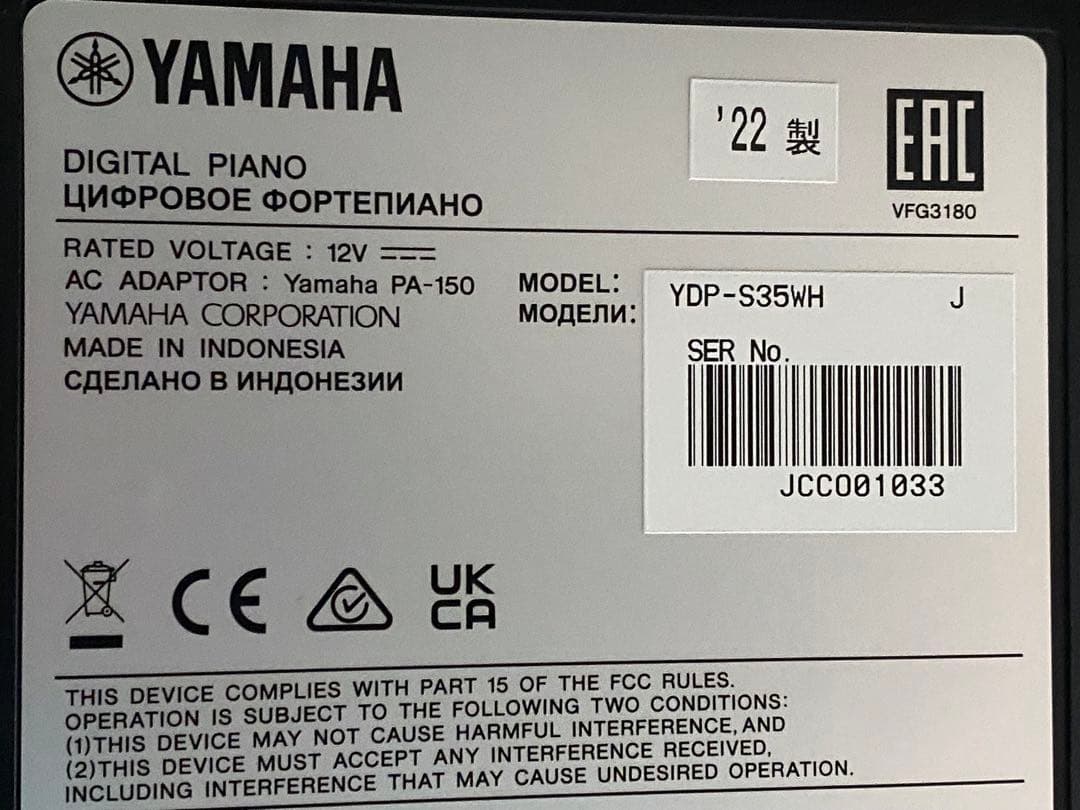 YAMAHA
'22 製
EAC
VFG3180
DIGITAL PIANO
ЦИФРОВОЕ ФОРТЕПИАНО
RATED VOLTAGE : 12V
AC ADAPTOR : Yamaha PA-150
YAMAHA CORPORATION
MADE IN INDONESIA
СДЕЛАНО В ИНДОНЕЗИИ
MODEL:
МОДЕЛИ:
YDP-S35WH J
SER No.
JCCO01033
CE
UK
CA
THIS DEVICE COMPLIES WITH PART 15 OF THE FCC RULES.
OPERATION IS SUBJECT TO THE FOLLOWING TWO CONDITIONS:
(1)THIS DEVICE MAY NOT CAUSE HARMFUL INTERFERENCE,AND
(2)THIS DEVICE MUST ACCEPT ANY INTERFERENCE RECEIVED,
INCLUDING INTERFERENCE THAT MAY CAUSE UNDESIRED OPERATION.